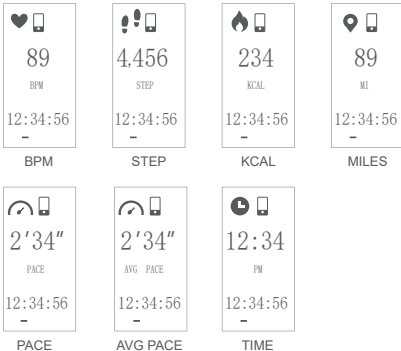 89
BPM
12:34:56
BPM
4,456
STEP
12:34:56
STEP
234
KCAL
12:34:56
KCAL
89
MI
12:34:56
MILES
2'34"
PACE
12:34:56
PACE
2'34"
AVG PACE
12:34:56
AVG PACE
12:34
PM
12:34:56
TIME